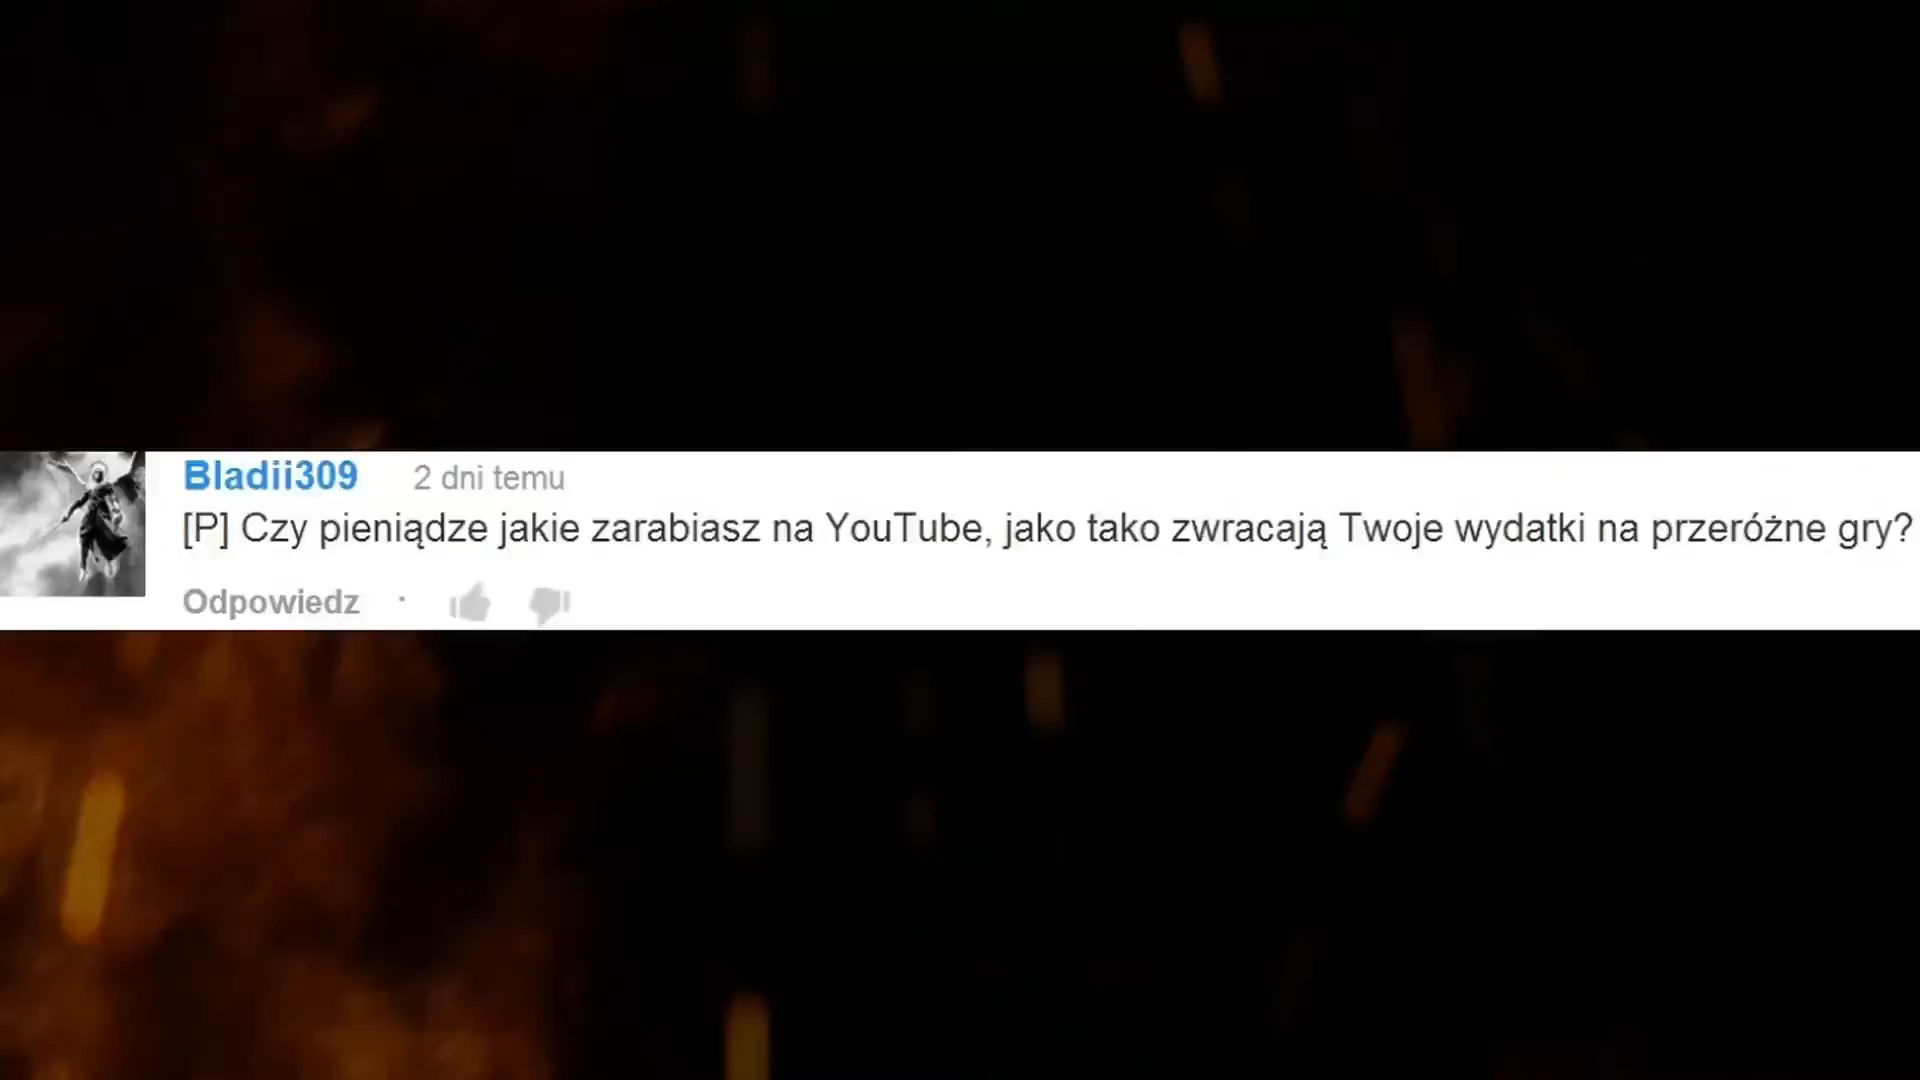 Bladii309 2 dni temu
[P] Czy pieniądze jakie zarabiasz na YouTube, jako tako zwracają Twoje wydatki na przeróżne gry?
Odpowiedz ·